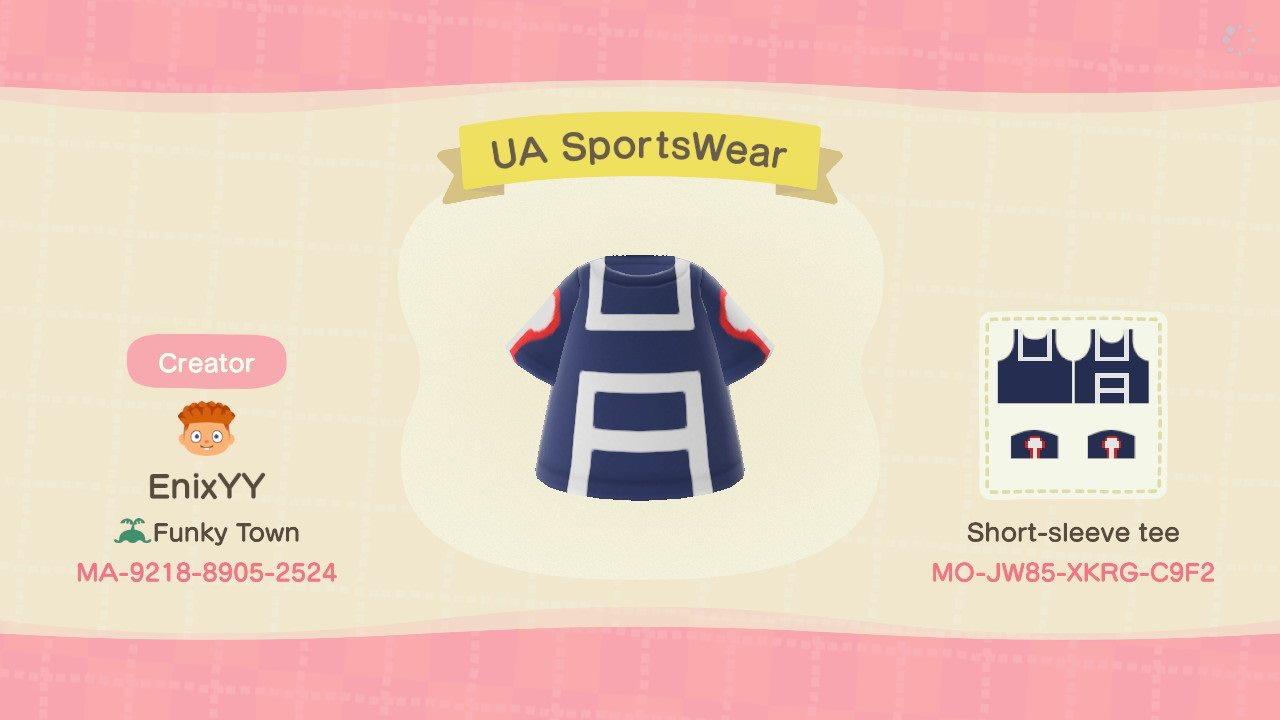 UA SportsWear
Creator
EnixYY
Funky Town
MA-9218-8905-2524
Short-sleeve tee
MO-JW85-XKRG-C9F2